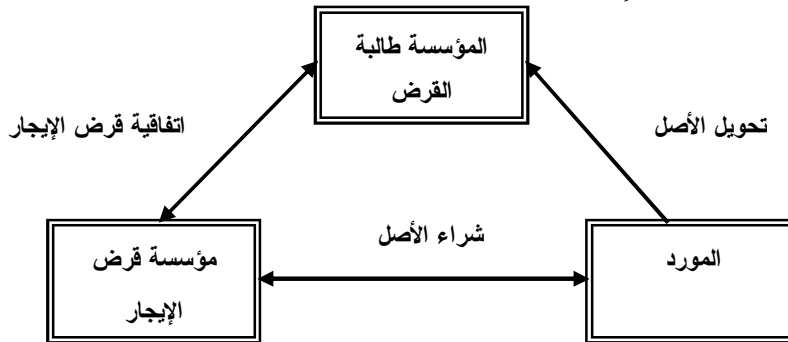 المؤسسة طالبة
القرض
تحويل الأصل
اتفاقية قرض الإيجار
شراء الأصل
المورد
مؤسسة قرض
الإيجار